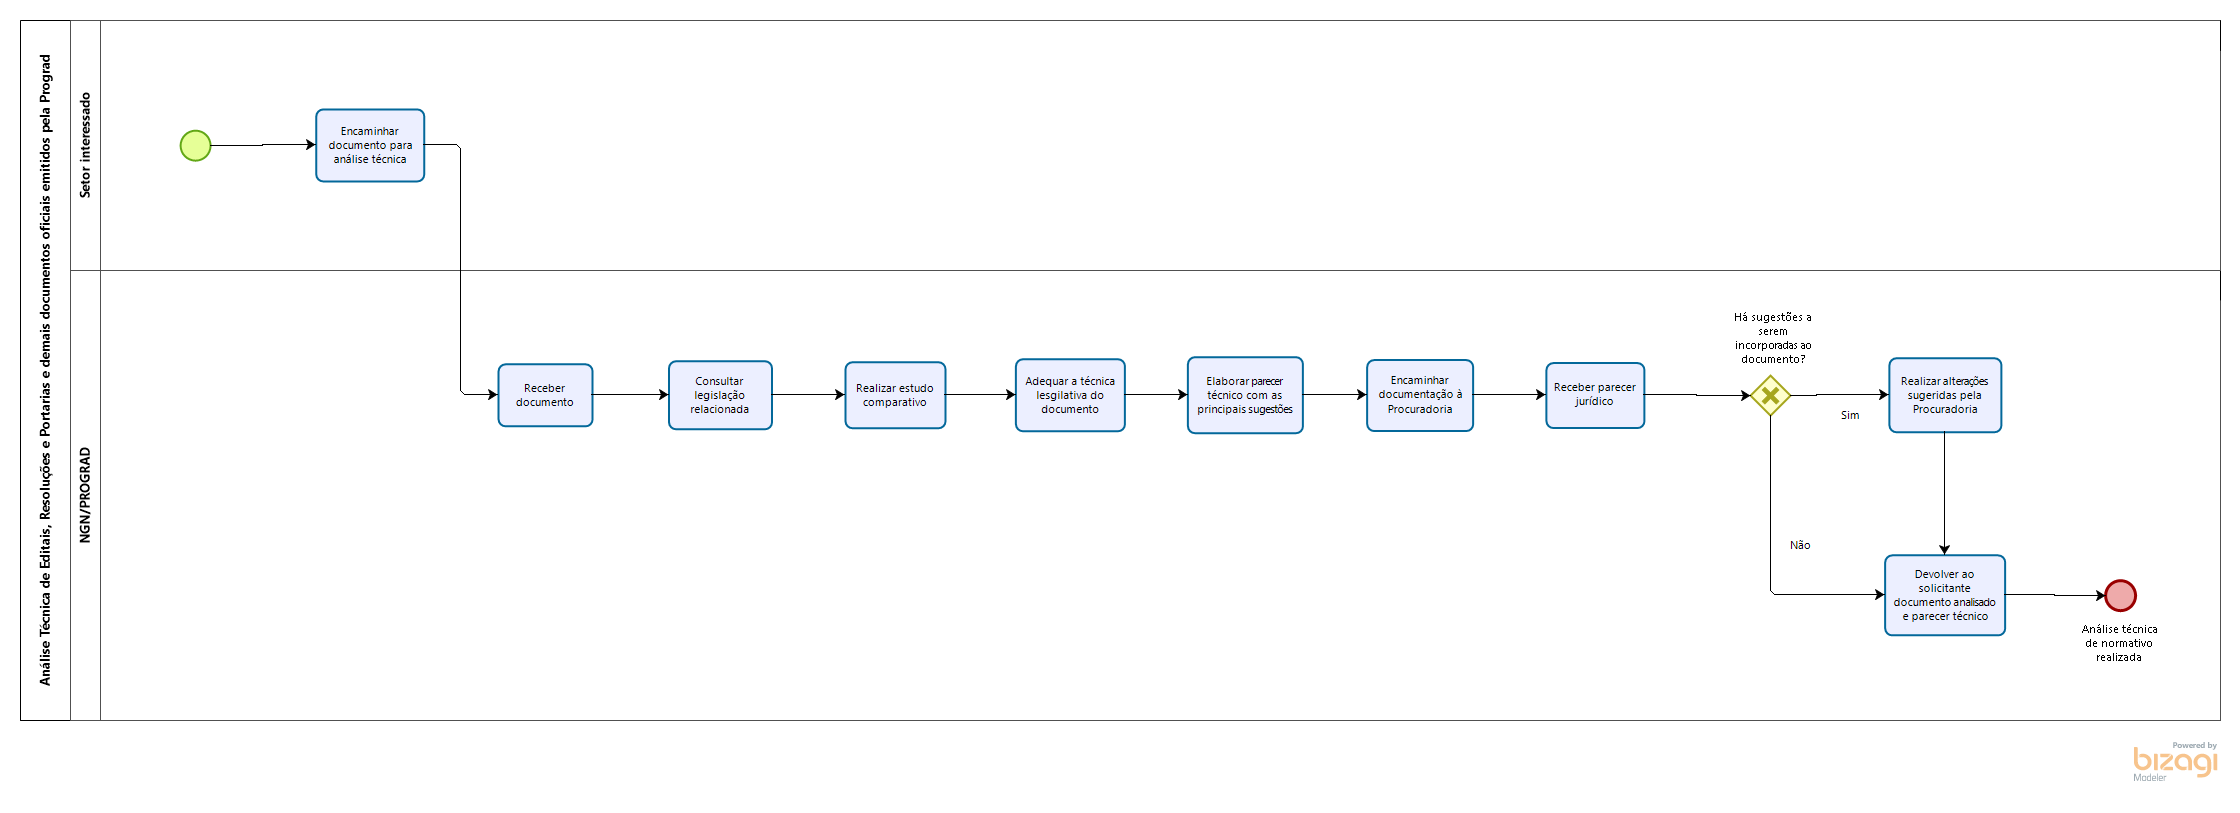 Análise Técnica de Editais, Resoluções e Portarias e demais documentos oficiais emitidos pela Prograd
Setor interessado
Encaminhar
documento para
análise técnica
NGN/PROGRAD
Receber
documento
Consultar
legislação
relacionada
Realizar estudo
comparativo
Adequar a técnica
lesgilativa do
documento
Elaborar parecer
técnico com as
principais sugestões
Encaminhar
documentação à
Procuradoria
Receber parecer
jurídico
Há sugestões a
serem
incorporadas ao
documento?
Sim
Não
Realizar alterações
sugeridas pela
Procuradoria
Devolver ao
solicitante
documento analisado
e parecer técnico
Análise técnica
de normativo
realizada
Powered by
bizagi
Modeler